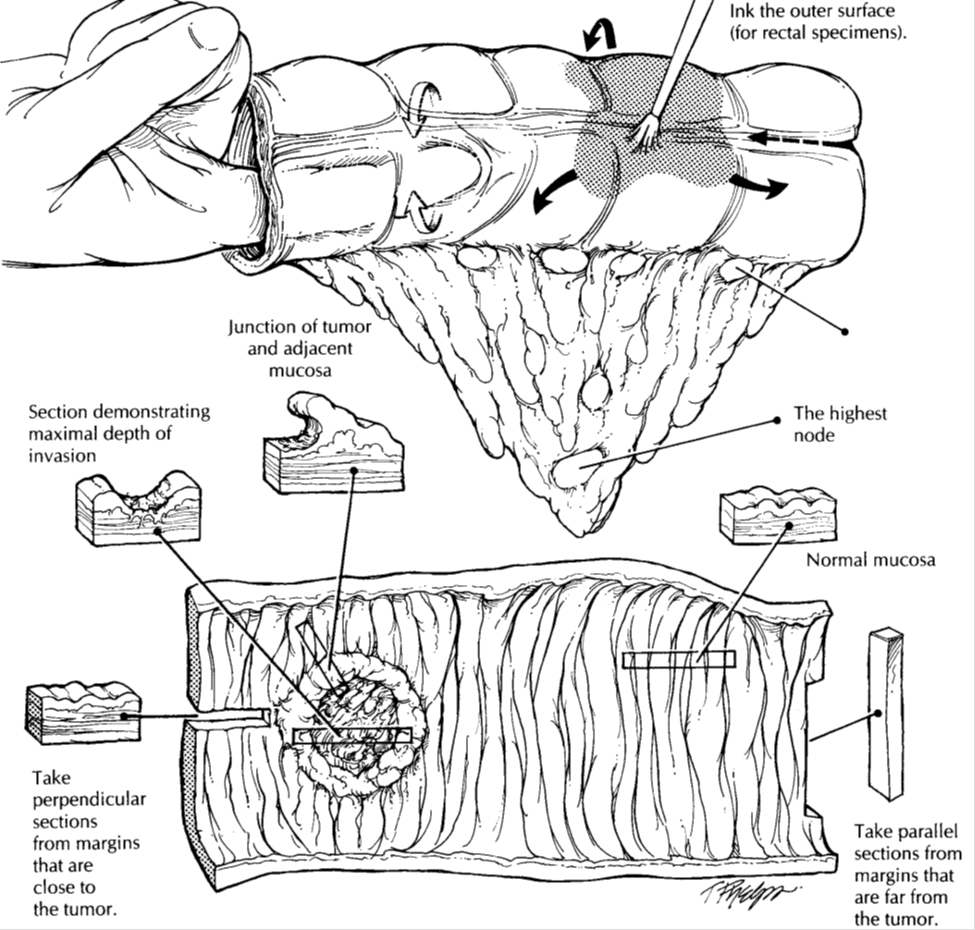 Ink the outer surface
(for rectal specimens).
Junction of tumor
and adjacent
mucosa
Section demonstrating
maximal depth of
invasion
The highest
node
Normal mucosa
Take
perpendicular
sections
from margins
that are
close to
the tumor.
Take parallel
sections from
margins that
are far from
the tumor.
T Phelps